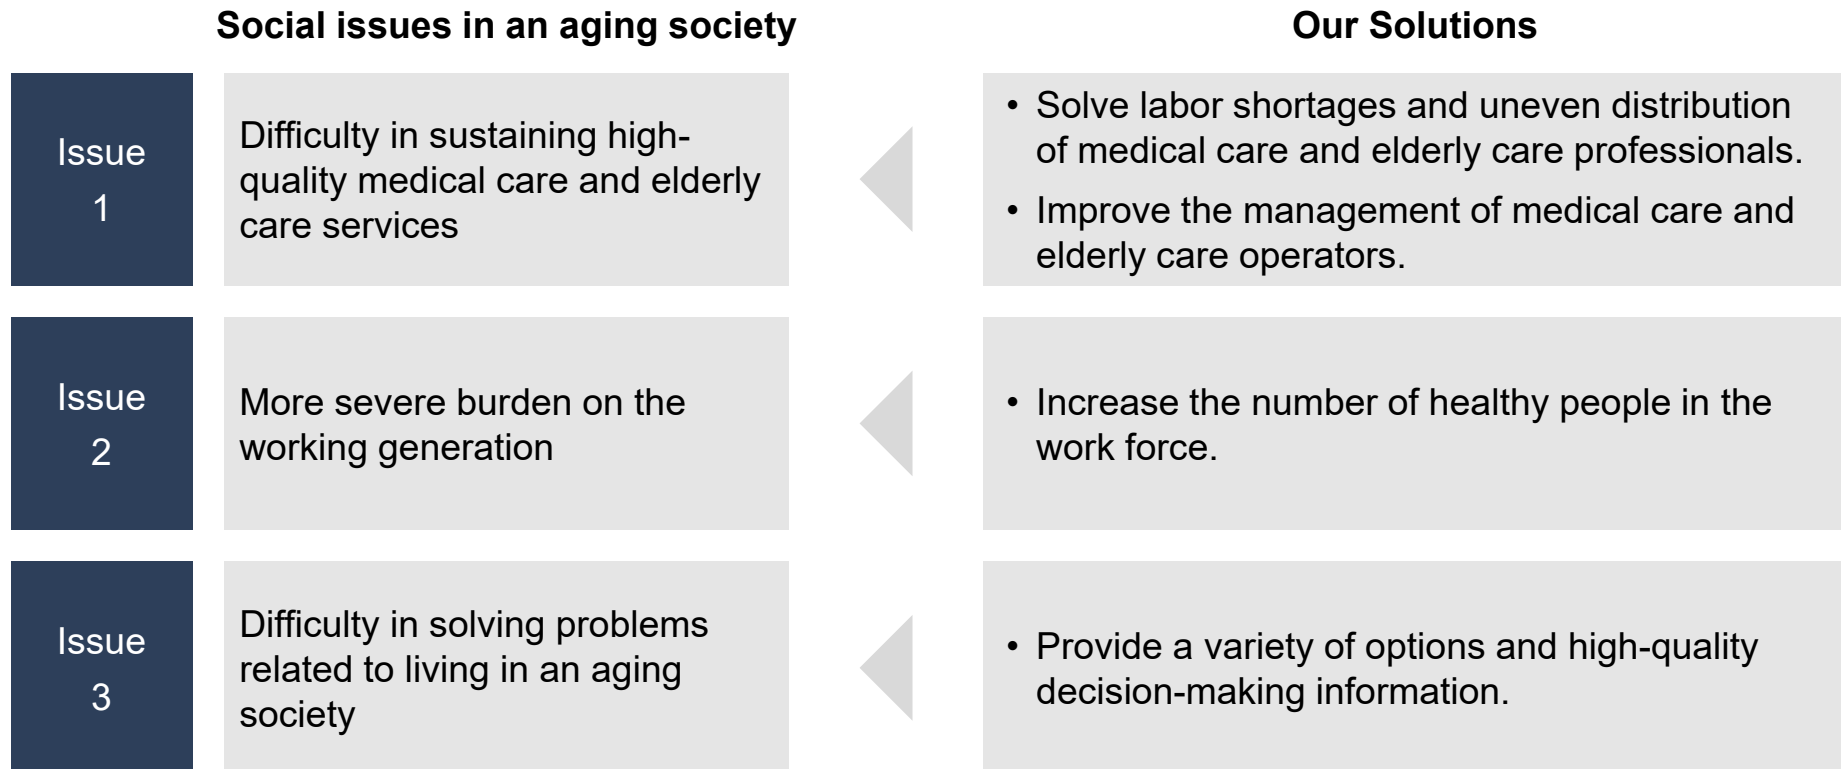 Social issues in an aging society
Our Solutions
Issue
1
Difficulty in sustaining high-
quality medical care and elderly
care services
• Solve labor shortages and uneven distribution
of medical care and elderly care professionals.
• Improve the management of medical care and
elderly care operators.
Issue
2
More severe burden on the
working generation
• Increase the number of healthy people in the
work force.
Issue
3
Difficulty in solving problems
related to living in an aging
society
• Provide a variety of options and high-quality
decision-making information.